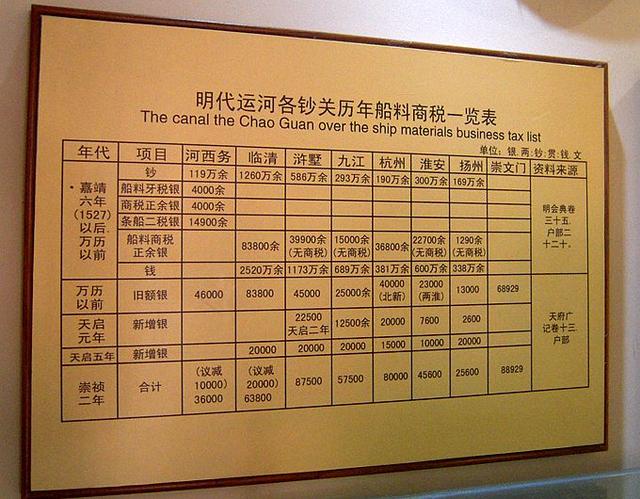 明代运河各钞关历年船料商税一览表
The canal the Chao Guan over the ship materials business tax list
单位：银.两:钞:贯:钱.文
年代 项目 河西务 临清 浒墅 九江 杭州 淮安 扬州 崇文门 资料来源
嘉靖六年(1527)以后.万历以前 钞 119万余 1260万余 586万余 293万余 190万余 300万余 169万余 明会典卷三十五.户部二十二十.
船料牙税银 4000余
商税正余银 4000余
条船二税银 14900余
船料商税正余银 83800余 39900余(无商税) 15000余(无商税) 36800余 22700余(无商税) 1290余(无商税)
钱 2520万余 1173万余 689万余 381万余 600万余 338万余
万历以前 旧额银 46000 83800 45000 25000余 40000(北新) 23000(两淮) 13000 68929 天府广记卷十三.户部
天启元年 新增银 22500天启二年 12500余 20000 7600 2600
天启五年 新增银 20000 20000 20000 15000 10000 20000
崇祯二年 合计 (议减10000)36000 (议减20000)63800 87500 57500 80000 45600 25600 88929